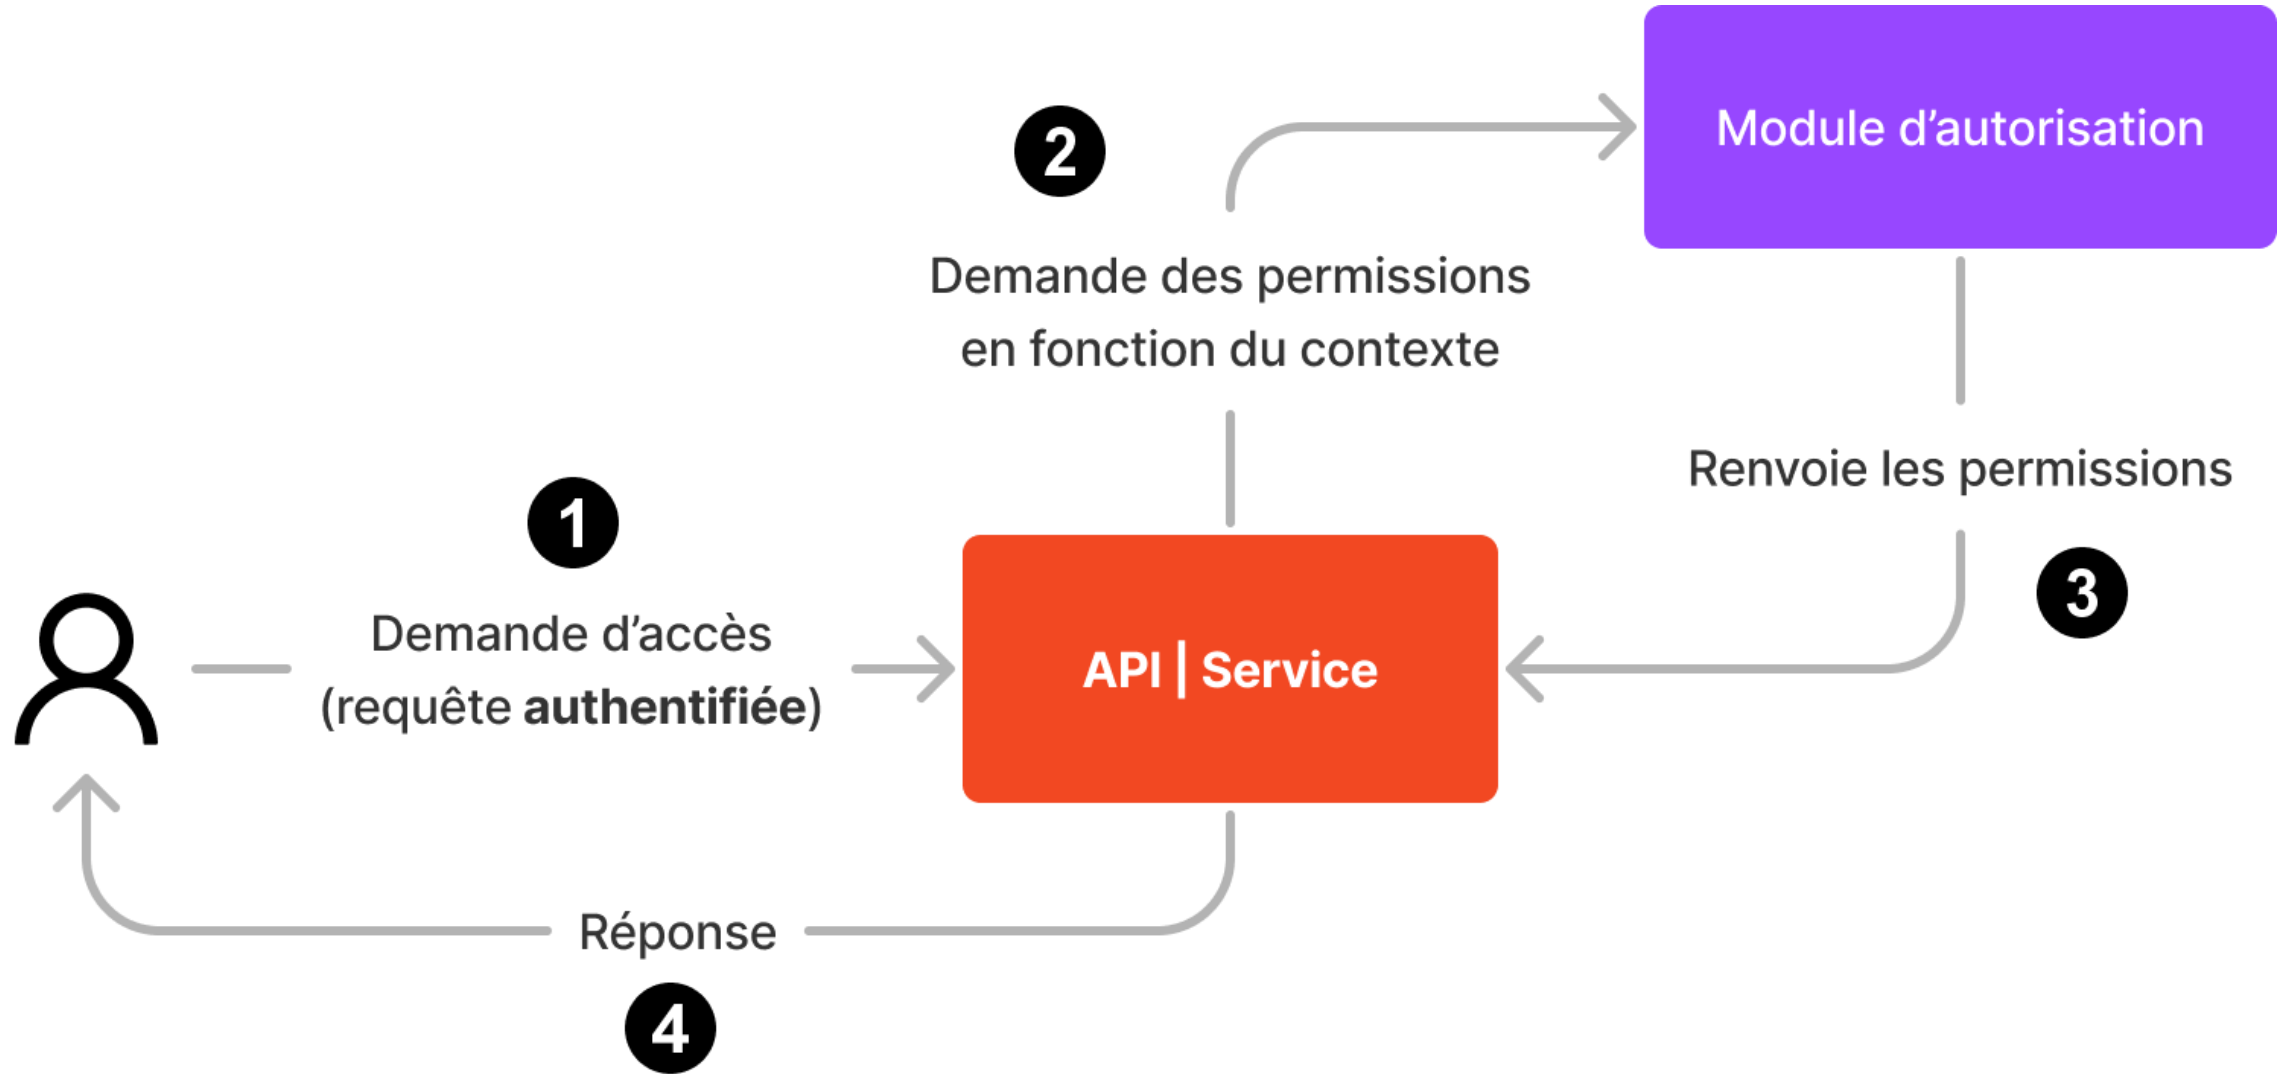 1
Demande d’accès
(requête authentifiée)
2
Demande des permissions
en fonction du contexte
Module d’autorisation
Renvoie les permissions
3
API | Service
Réponse
4